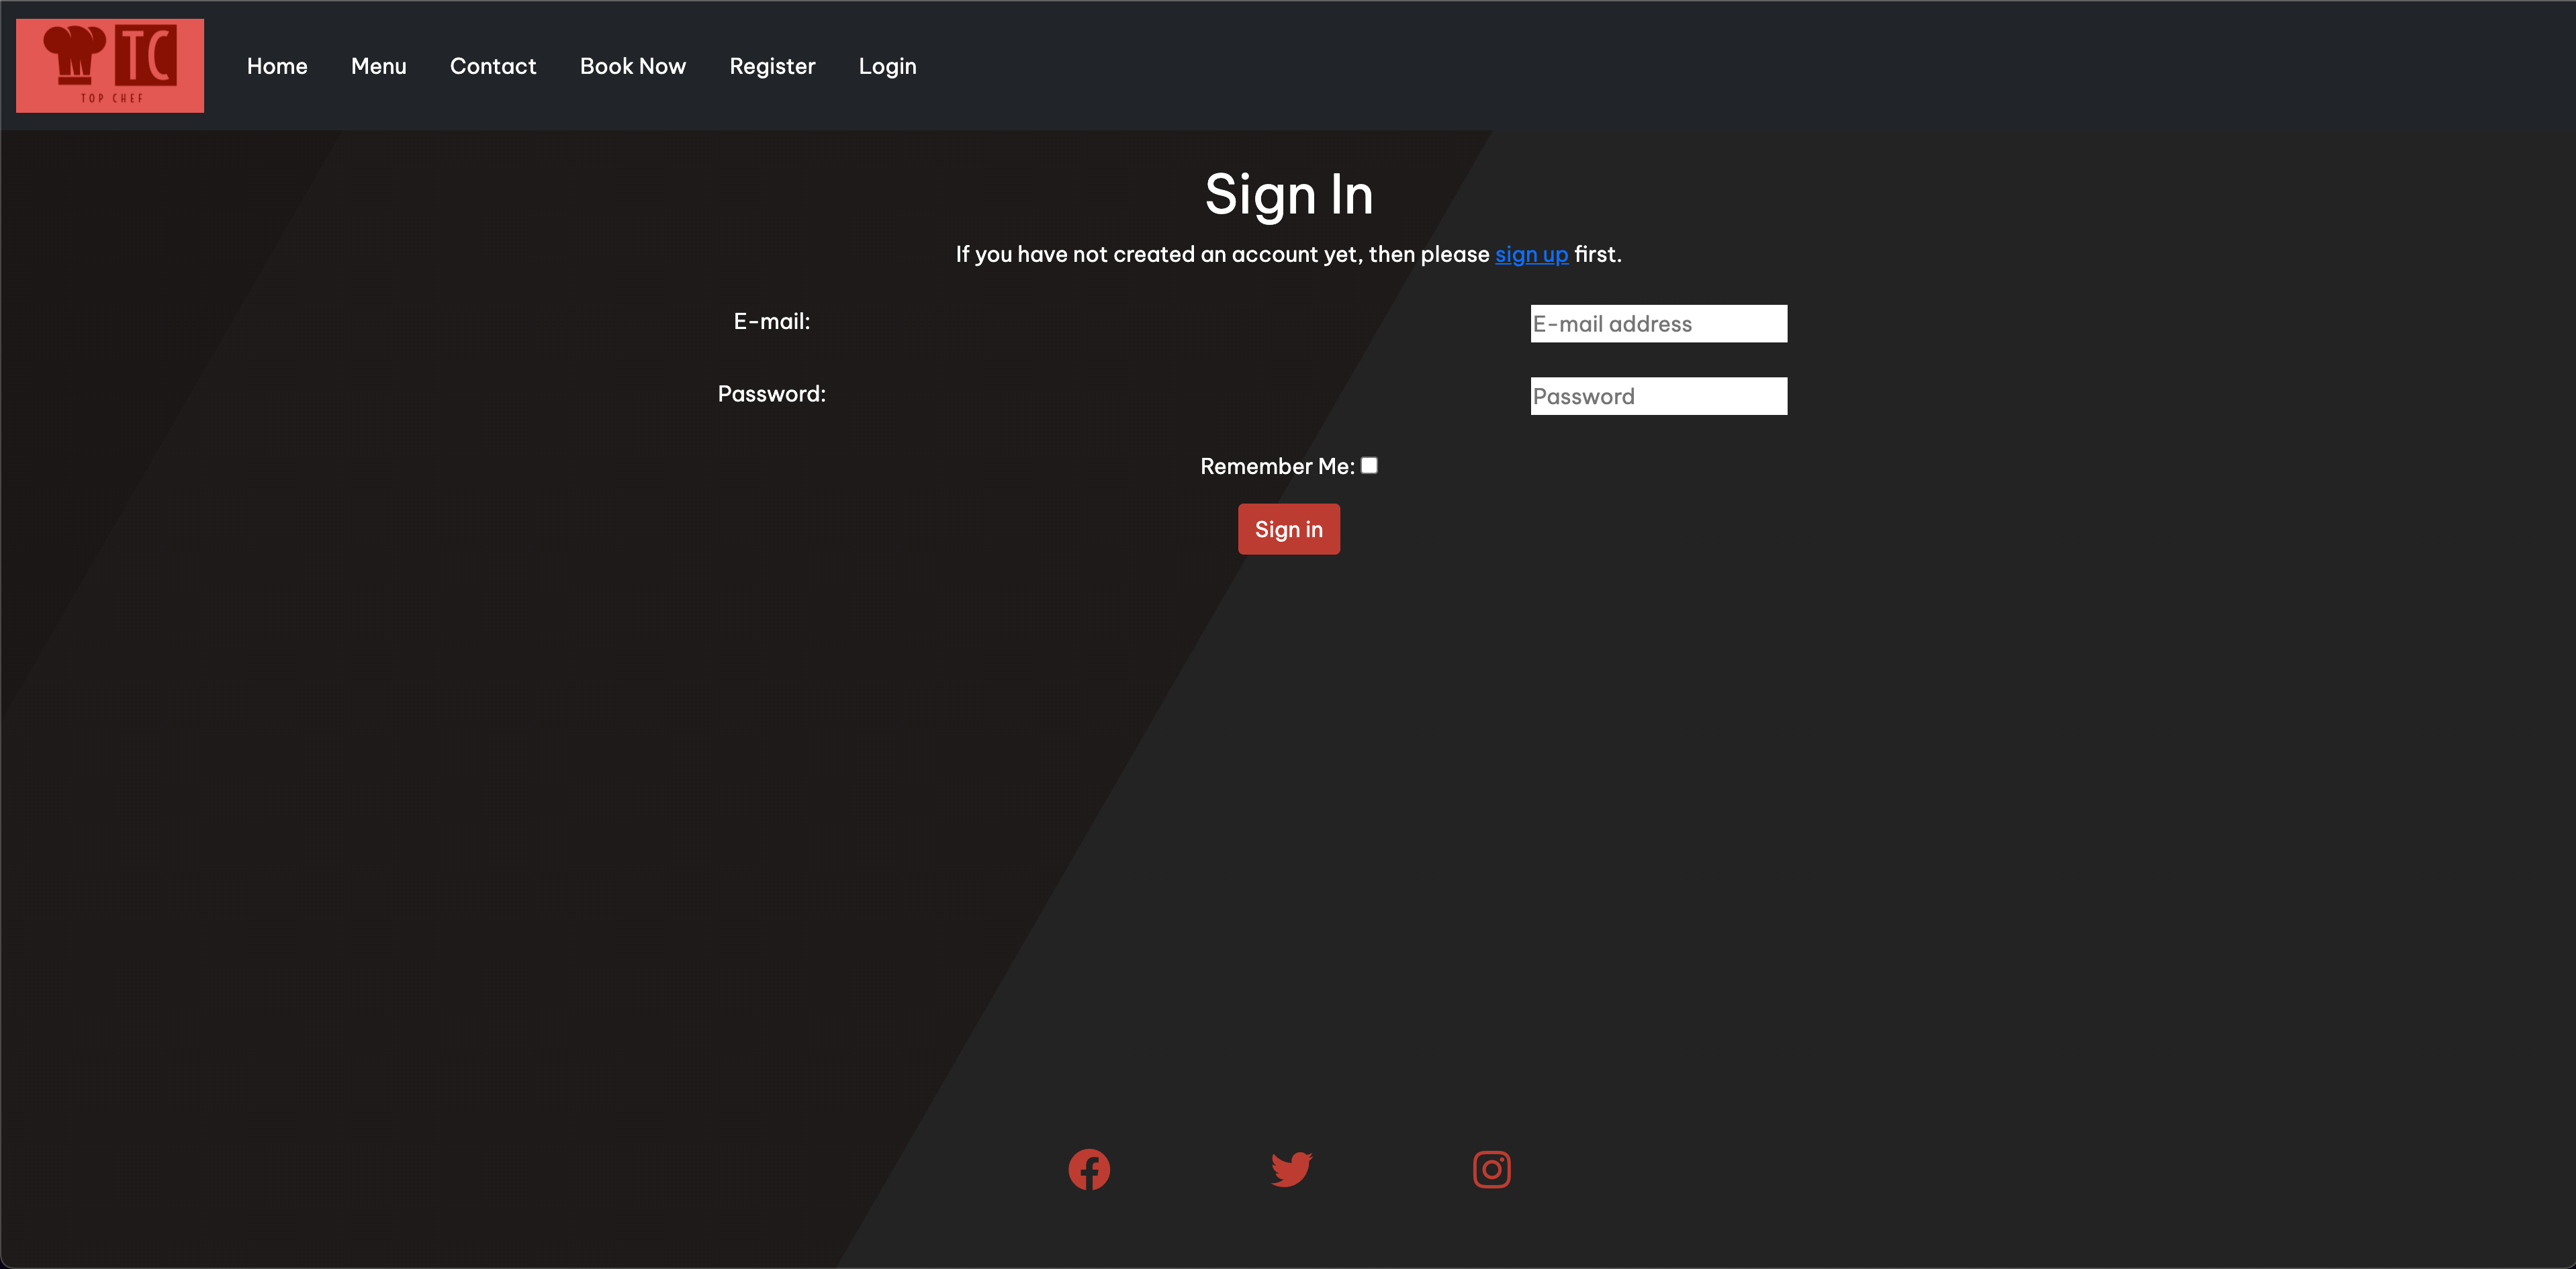 TC
TOP CHEF
Home Menu Contact Book Now Register Login
Sign In
If you have not created an account yet, then please sign up first.
E-mail: E-mail address
Password: Password
Remember Me:
Sign in